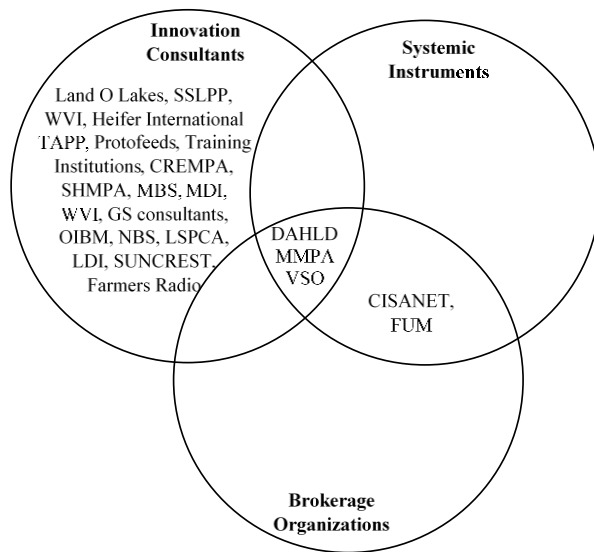 Innovation
Consultants
Systemic
Instruments
Land O Lakes, SSLPP,
WVI, Heifer International
TAPP, Protofeeds, Training
Institutions, CREMPA,
SHMPA, MBS, MDI,
WVI, GS consultants,
OIBM, NBS, LSPCA,
LDI, SUNCREST,
Farmers Radio
DAHLD
MMPA
VSO
CISANET,
FUM
Brokerage
Organizations